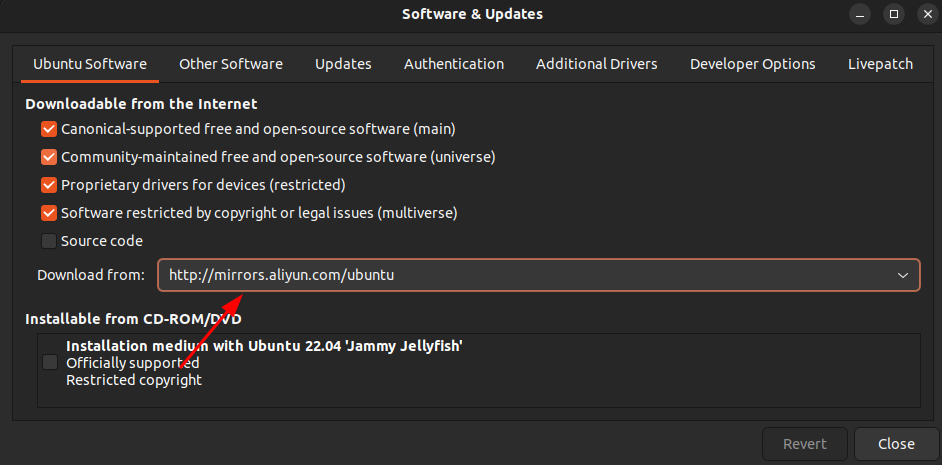 Software & Updates
Ubuntu Software Other Software Updates Authentication Additional Drivers Developer Options Livepatch
Downloadable from the Internet
Canonical-supported free and open-source software (main)
Community-maintained free and open-source software (universe)
Proprietary drivers for devices (restricted)
Software restricted by copyright or legal issues (multiverse)
Source code
Download from: http://mirrors.aliyun.com/ubuntu
Installable from CD-ROM/DVD
Installation medium with Ubuntu 22.04 'Jammy Jellyfish'
Officially supported
Restricted copyright
Revert Close